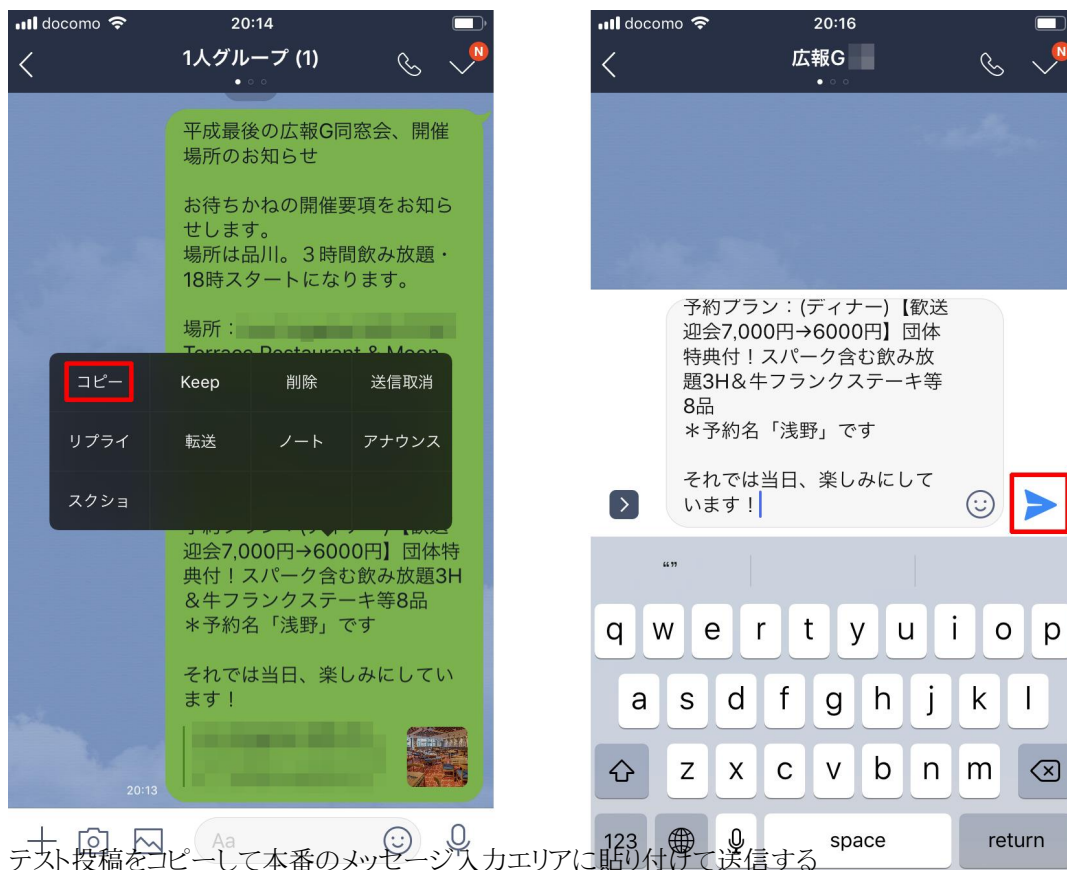 docomo
20:14
1人グループ (1)
N
平成最後の広報G同窓会、開催
場所のお知らせ
お待ちかねの開催要項をお知ら
せします。
場所は品川。３時間飲み放題・
18時スタートになります。
場所：
Terrace Restaurant & Moon
コピー
Keep
削除
送信取消
リプライ
転送
ノート
アナウンス
スクショ
予約プラン：(ディナー)【歓送
迎会7,000円→6000円】団体特
典付！スパーク含む飲み放題3H
＆牛フランクステーキ等8品
＊予約名「浅野」です
それでは当日、楽しみにしてい
ます！
20:13
Aa
docomo
20:16
広報G
N
予約プラン：(ディナー)【歓送
迎会7,000円→6000円】団体
特典付！スパーク含む飲み放
題3H＆牛フランクステーキ等
8品
＊予約名「浅野」です
それでは当日、楽しみにして
います！
“”
q w e r t y u i o p
a s d f g h j k l
z x c v b n m
123
space
return
テスト投稿をコピーして本番のメッセージ入力エリアに貼り付けて送信する